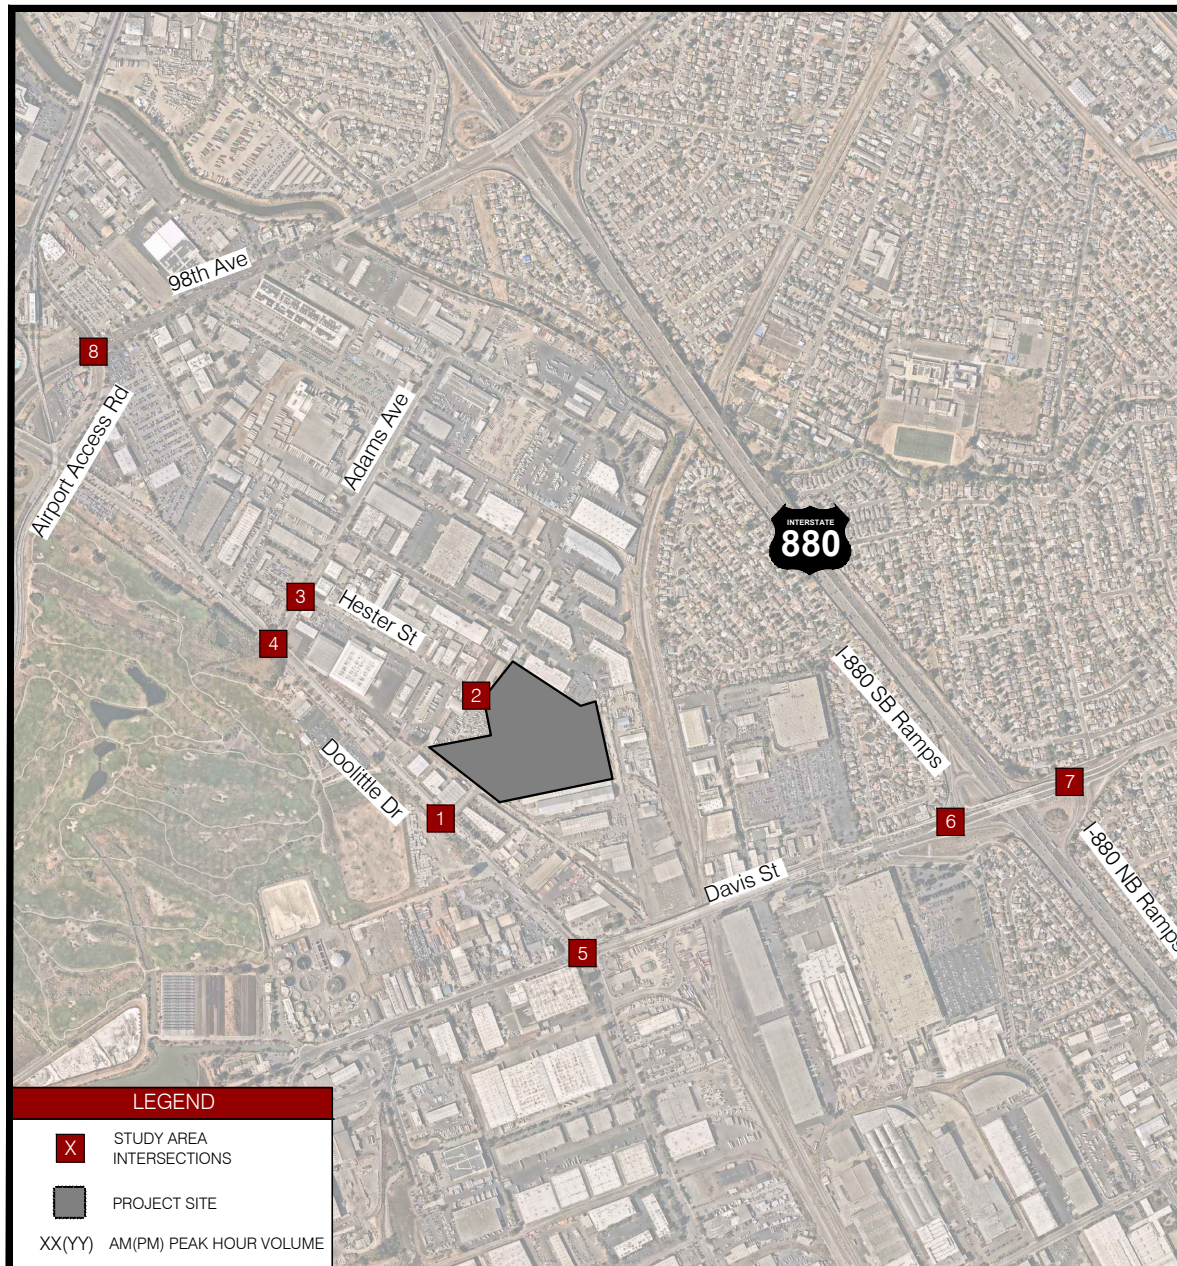 98th Ave
8
Airport Access Rd
Adams Ave
INTERSTATE
880
3
Hester St
4
2
I-880 SB Ramps
Doolittle Dr
1
7
6
I-880 NB Ramps
Davis St
5
LEGEND
X
STUDY AREA
INTERSECTIONS
PROJECT SITE
XX(YY) AM(PM) PEAK HOUR VOLUME